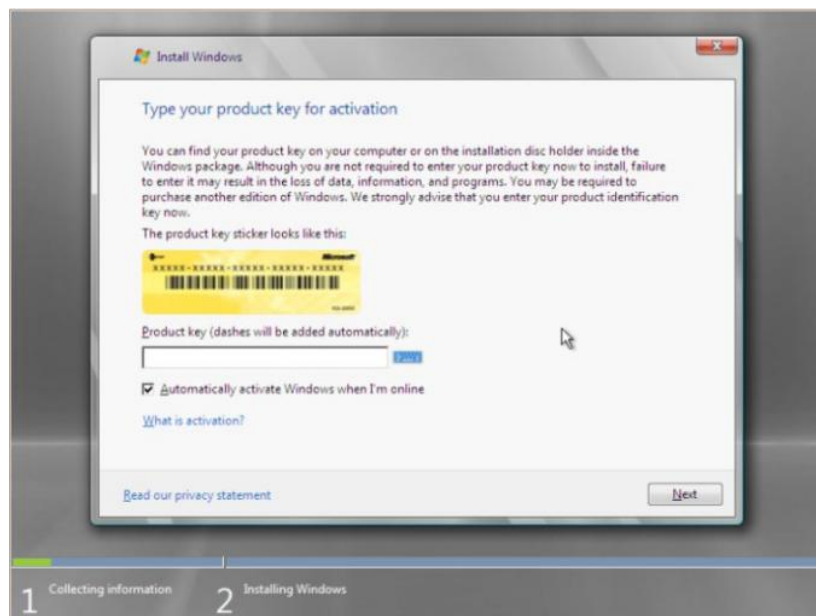 Install Windows
Type your product key for activation
You can find your product key on your computer or on the installation disc holder inside the
Windows package. Although you are not required to enter your product key now to install, failure
to enter it may result in the loss of data, information, and programs. You may be required to
purchase another edition of Windows. We strongly advise that you enter your product identification
key now.
The product key sticker looks like this:
Microsoft
XXXXX-XXXXX-XXXXX-XXXXX-XXXXX
Product key (dashes will be added automatically):
Automatically activate Windows when I'm online
What is activation?
Read our privacy statement
Next
1 Collecting information
2 Installing Windows